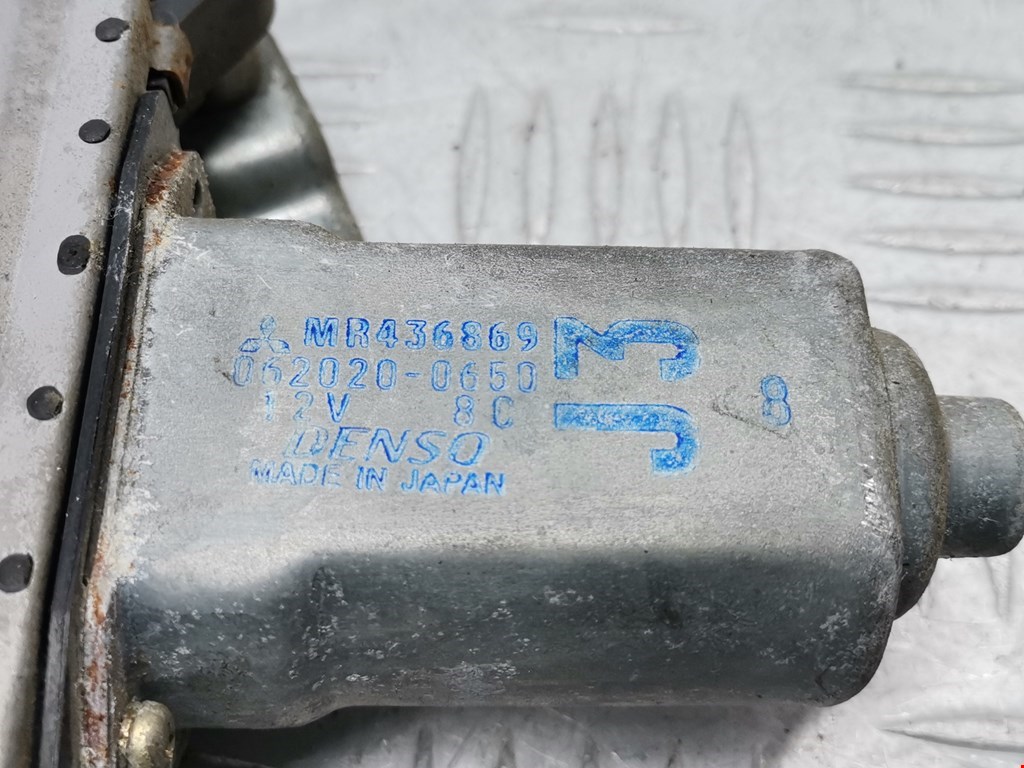 MR436869
062020-0650
12V 8C
DENSO
MADE IN JAPAN
J3
8